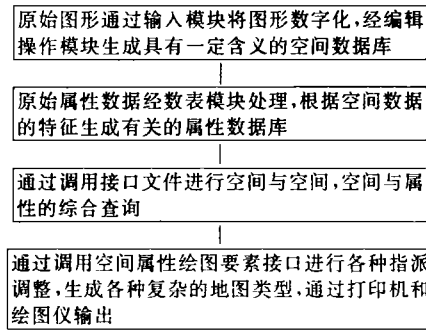 原始图形通过输入模块将图形数字化,经编辑
操作模块生成具有一定含义的空间数据库
原始属性数据经数表模块处理,根据空间数据
的特征生成有关的属性数据库
通过调用接口文件进行空间与空间,空间与属
性的综合查询
通过调用空间属性绘图要素接口进行各种指派
调整,生成各种复杂的地图类型,通过打印机和
绘图仪输出